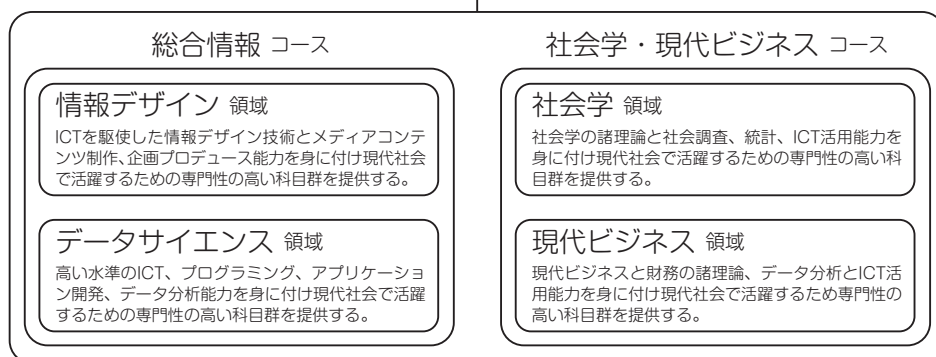 総合情報 コース
情報デザイン 領域
ICTを駆使した情報デザイン技術とメディアコンテ
ンツ制作、企画プロデュース能力を身に付け現代社会
で活躍するための専門性の高い科目群を提供する。
データサイエンス 領域
高い水準のICT、プログラミング、アプリケーショ
ン開発、データ分析能力を身に付け現代社会で活躍
するための専門性の高い科目群を提供する。
社会学・現代ビジネス コース
社会学 領域
社会学の諸理論と社会調査、統計、ICT活用能力を
身に付け現代社会で活躍するための専門性の高い科
目群を提供する。
現代ビジネス 領域
現代ビジネスと財務の諸理論、データ分析とICT活
用能力を身に付け現代社会で活躍するため専門性の
高い科目群を提供する。